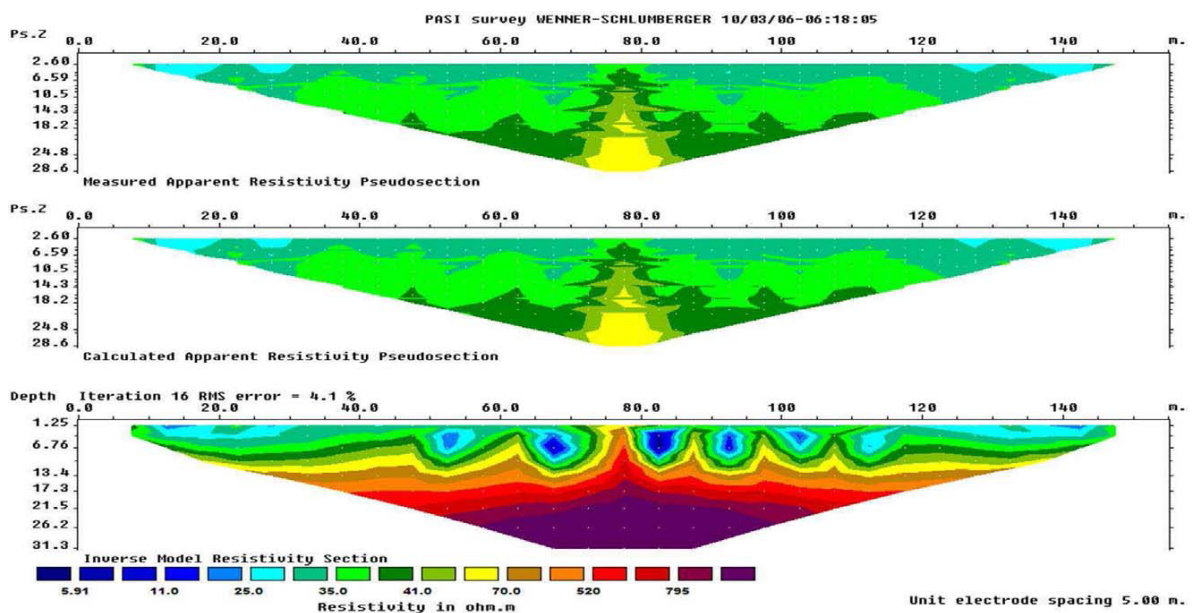 PASI survey WENNER-SCHLUMBERGER 10/03/06-06:18:05
Ps.Z 0.0 20.0 40.0 60.0 80.0 100 120 140 m.
2.60
6.59
10.5
14.3
18.2
24.8
28.6
Measured Apparent Resistivity Pseudosection
Ps.Z 0.0 20.0 40.0 60.0 80.0 100 120 140 m.
2.60
6.59
10.5
14.3
18.2
24.8
28.6
Calculated Apparent Resistivity Pseudosection
Depth Iteration 16 RMS error = 4.1 %
0.0 20.0 40.0 60.0 80.0 100 120 140 m.
1.25
6.76
13.4
17.3
21.5
26.2
31.3
Inverse Model Resistivity Section
5.91 11.0 25.0 35.0 41.0 70.0 520 795
Resistivity in ohm.m
Unit electrode spacing 5.00 m.